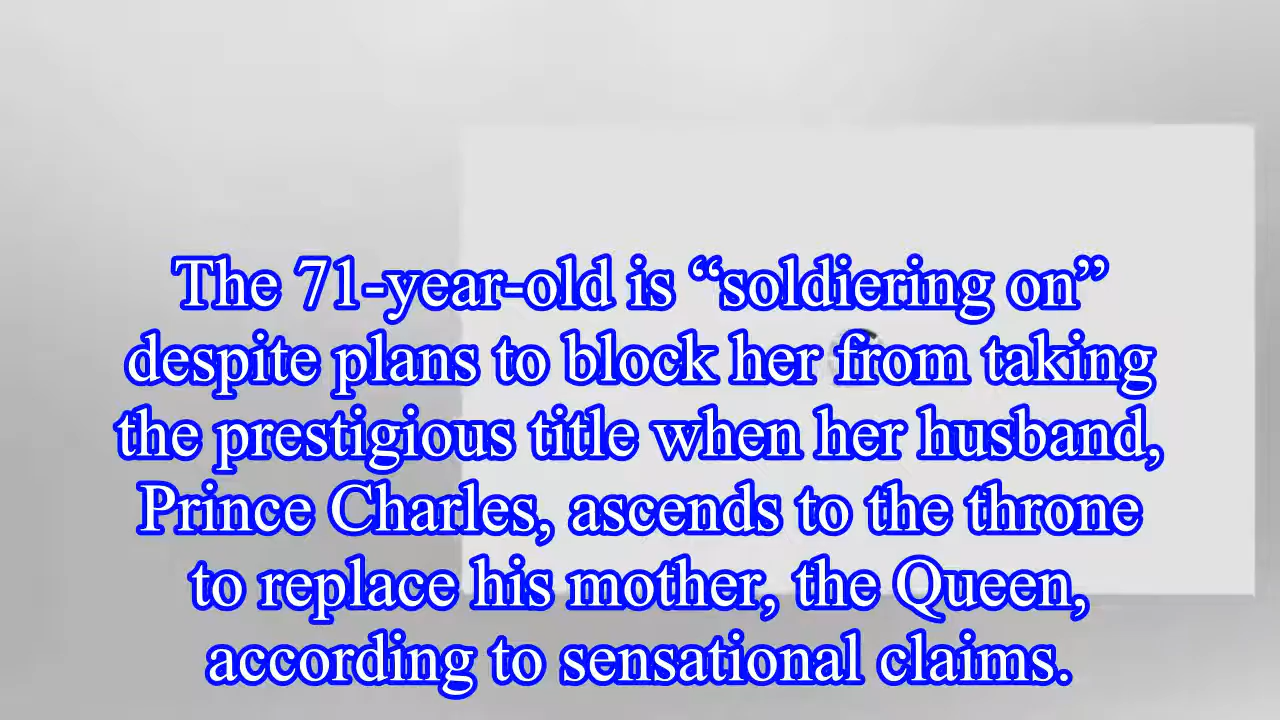 The 71-year-old is “soldiering on”
despite plans to block her from taking
the prestigious title when her husband,
Prince Charles, ascends to the throne
to replace his mother, the Queen,
according to sensational claims.